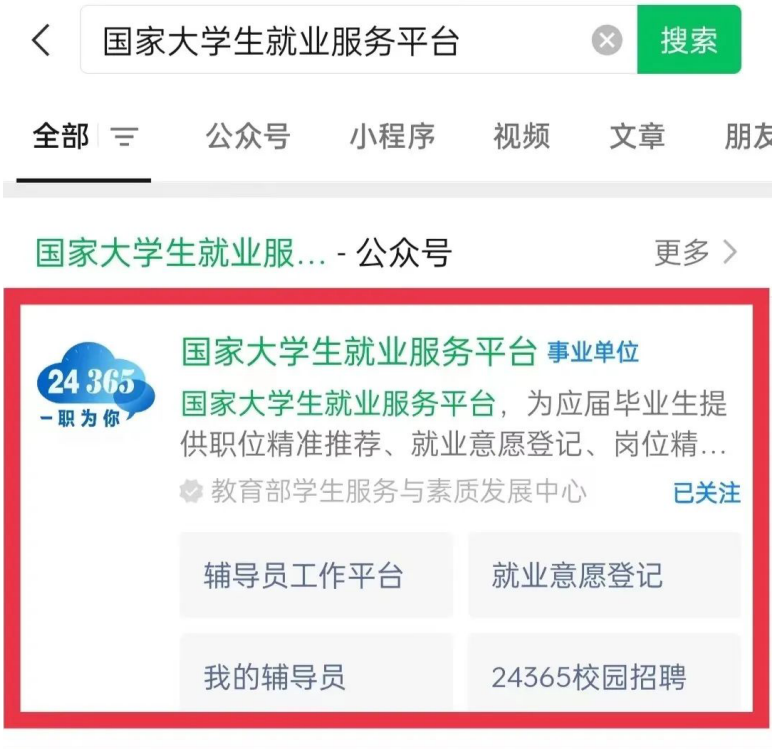 国家大学生就业服务平台 搜索
全部 公众号 小程序 视频 文章 朋友
国家大学生就业服... - 公众号 更多
国家大学生就业服务平台 事业单位
24 365
一职为你
国家大学生就业服务平台，为应届毕业生提
供职位精准推荐、就业意愿登记、岗位精...
教育部学生服务与素质发展中心 已关注
辅导员工作平台 就业意愿登记
我的辅导员 24365校园招聘